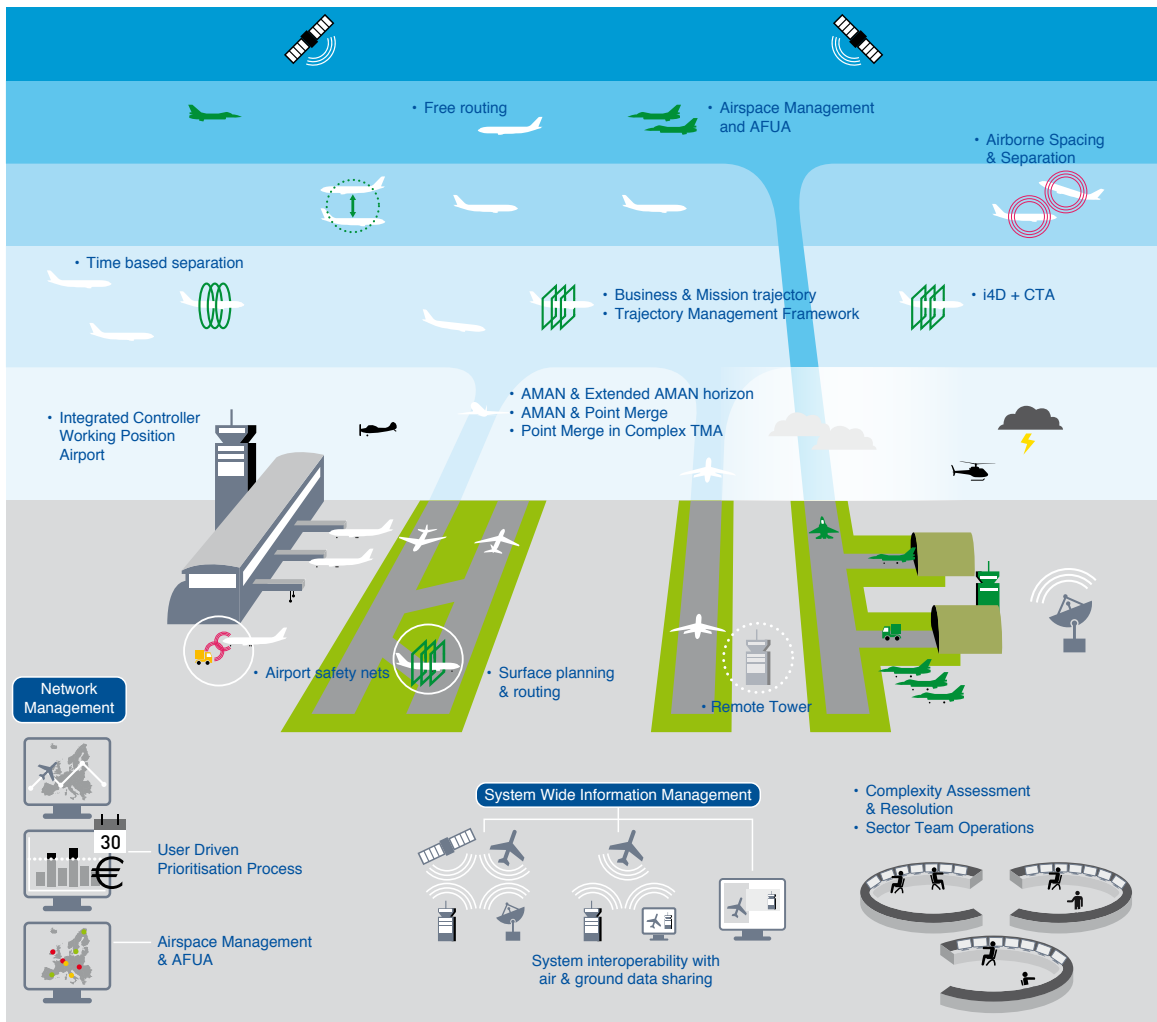 • Free routing
• Airspace Management
and AFUA
• Airborne Spacing
& Separation
• Time based separation
• Business & Mission trajectory
• Trajectory Management Framework
• i4D + CTA
• AMAN & Extended AMAN horizon
• AMAN & Point Merge
• Point Merge in Complex TMA
• Integrated Controller
Working Position
Airport
• Airport safety nets
• Surface planning
& routing
• Remote Tower
Network
Management
30
€
User Driven
Prioritisation Process
Airspace Management
& AFUA
System Wide Information Management
System interoperability with
air & ground data sharing
• Complexity Assessment
& Resolution
• Sector Team Operations